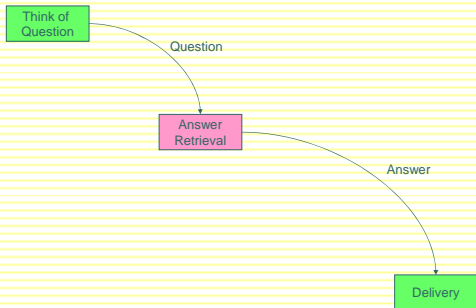 Think of
Question
Question
Answer
Retrieval
Answer
Delivery